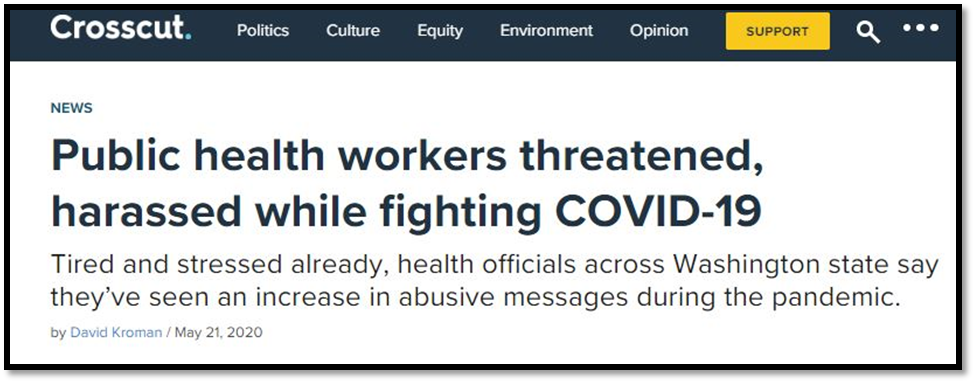 Crosscut. Politics Culture Equity Environment Opinion SUPPORT
NEWS
Public health workers threatened,
harassed while fighting COVID-19
Tired and stressed already, health officials across Washington state say
they’ve seen an increase in abusive messages during the pandemic.
by David Kroman / May 21, 2020